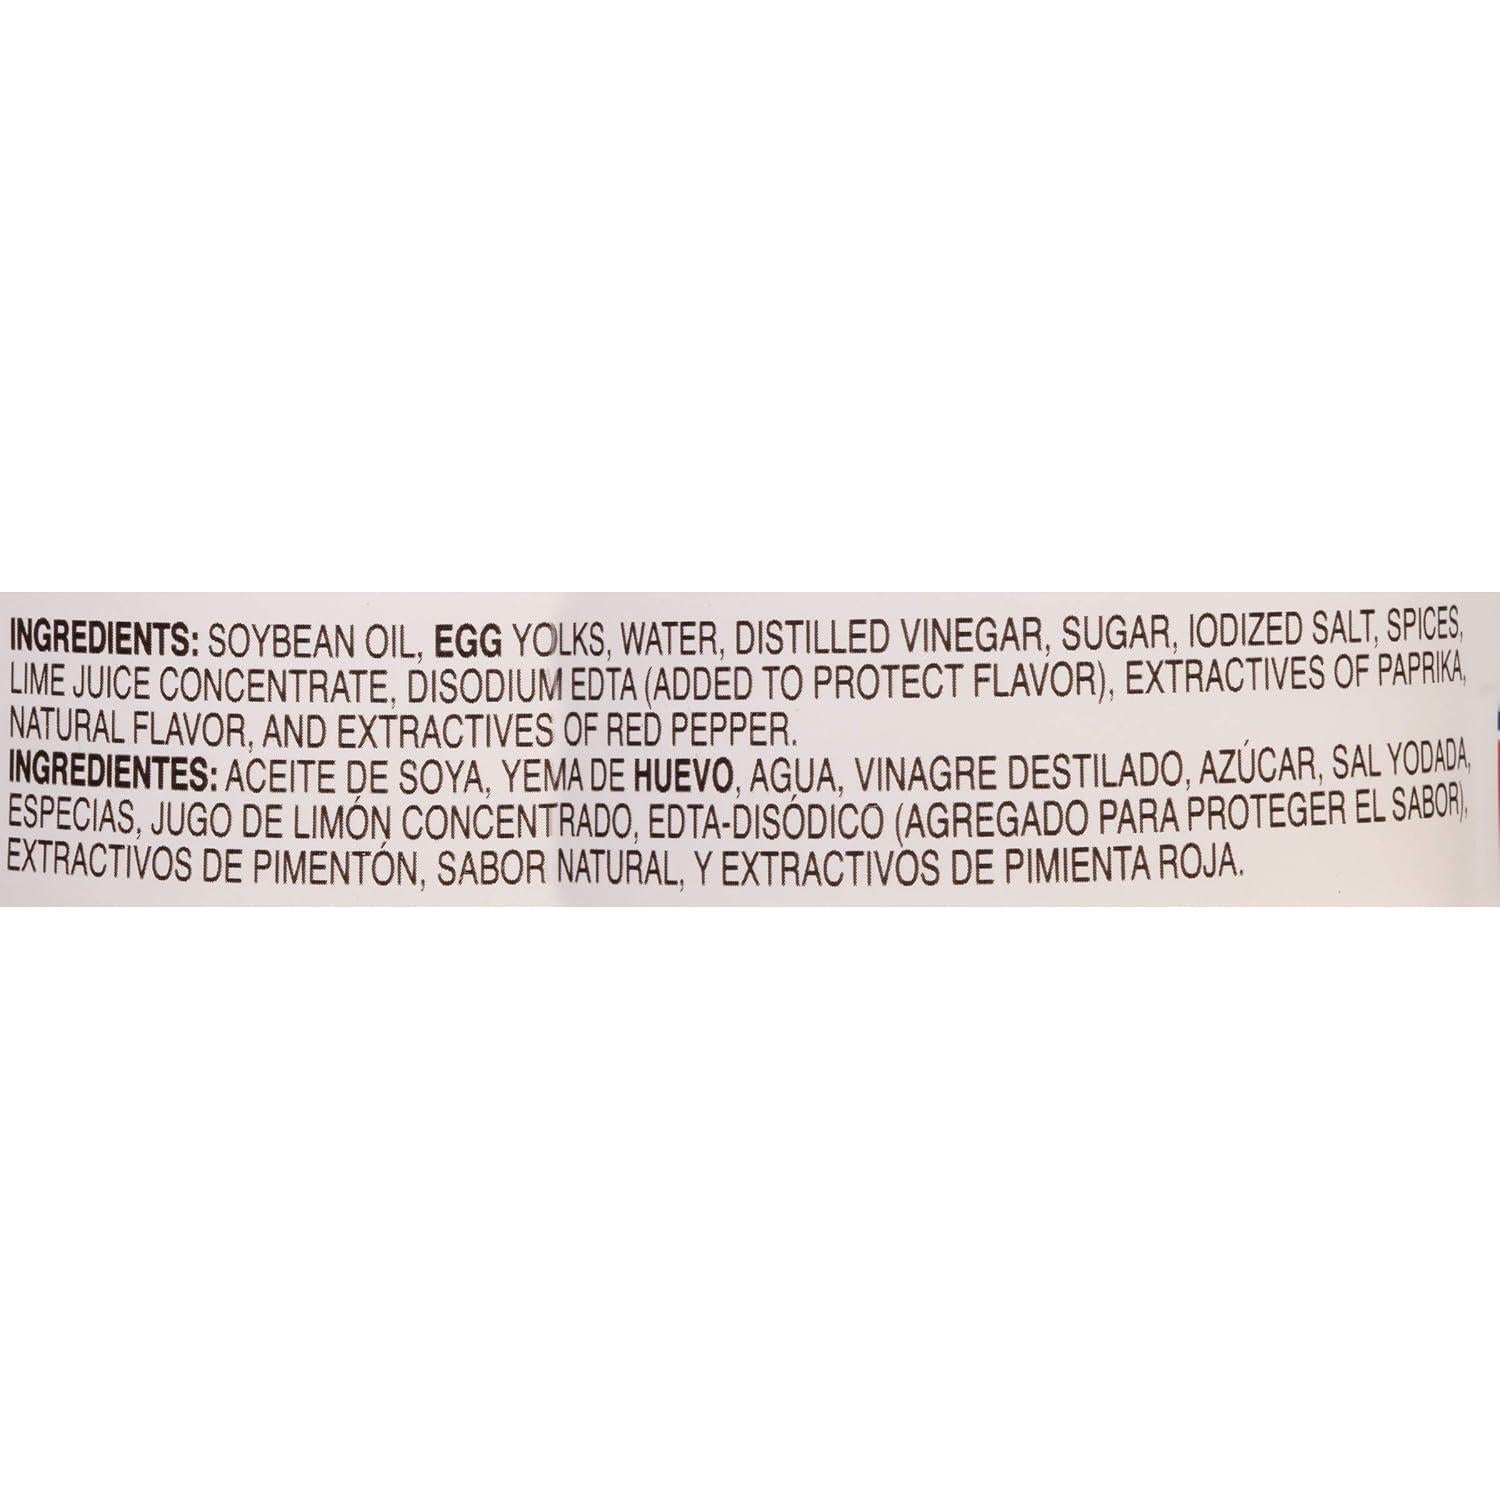 INGREDIENTS: SOYBEAN OIL, EGG YOLKS, WATER, DISTILLED VINEGAR, SUGAR, IODIZED SALT, SPICES,
LIME JUICE CONCENTRATE, DISODIUM EDTA (ADDED TO PROTECT FLAVOR), EXTRACTIVES OF PAPRIKA,
NATURAL FLAVOR, AND EXTRACTIVES OF RED PEPPER.
INGREDIENTES: ACEITE DE SOYA, YEMA DE HUEVO, AGUA, VINAGRE DESTILADO, AZÚCAR, SAL YODADA,
ESPECIAS, JUGO DE LIMÓN CONCENTRADO, EDTA-DISÓDICO (AGREGADO PARA PROTEGER EL SABOR),
EXTRACTIVOS DE PIMENTÓN, SABOR NATURAL, Y EXTRACTIVOS DE PIMIENTA ROJA.